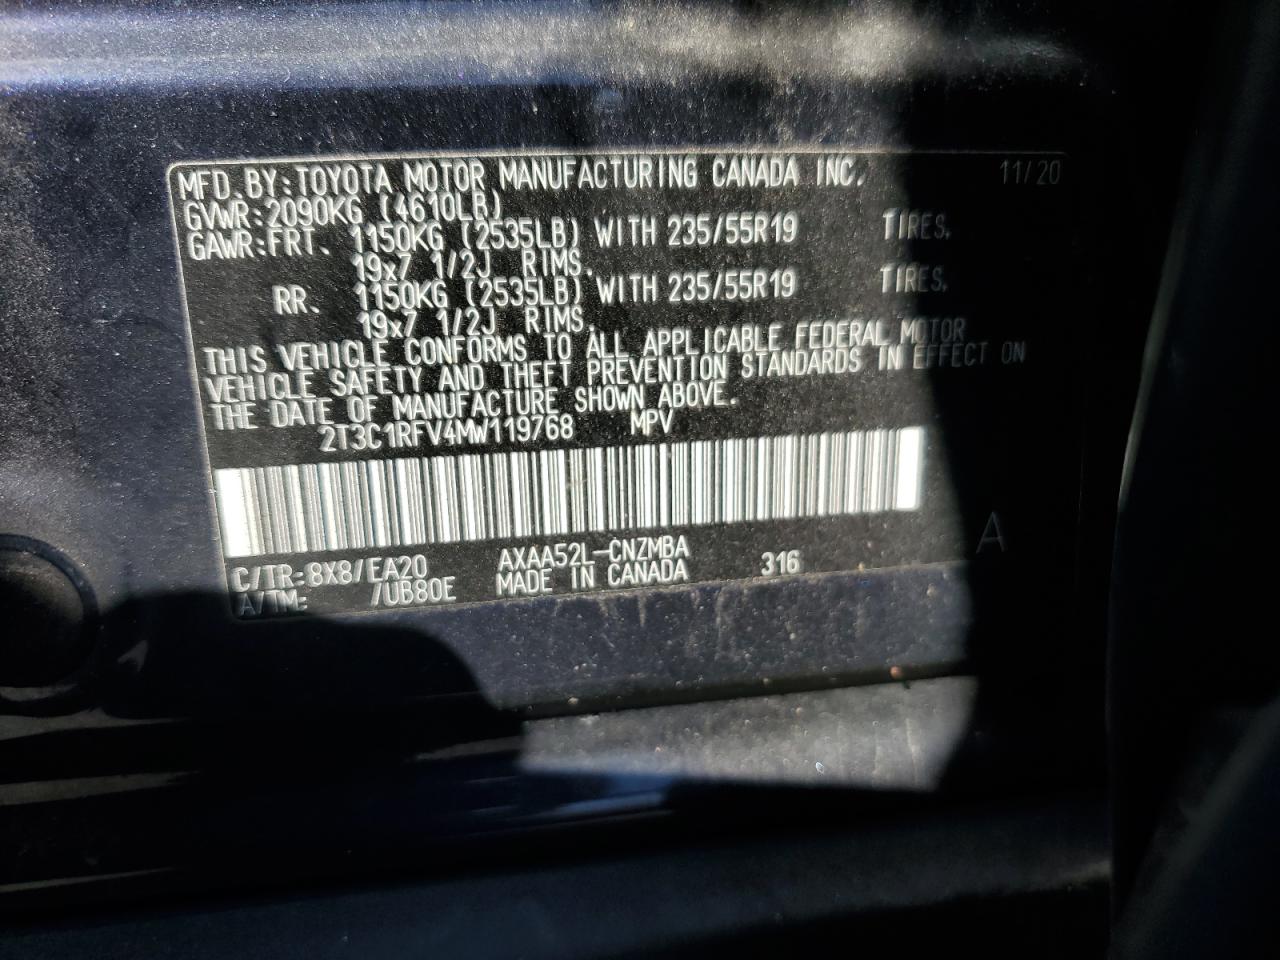 MFD.BY:TOYOTA MOTOR MANUFACTURING CANADA INC. 11/20
GVWR:2090KG (4610LB)
GAWR:FRT. 1150KG (2535LB) WITH 235/55R19 TIRES,
19x7 1/2J RIMS.
RR. 1150KG (2535LB) WITH 235/55R19 TIRES,
19x7 1/2J RIMS.
THIS VEHICLE CONFORMS TO ALL APPLICABLE FEDERAL MOTOR
VEHICLE SAFETY AND THEFT PREVENTION STANDARDS IN EFFECT ON
THE DATE OF MANUFACTURE SHOWN ABOVE.
2T3C1RFV4MW119768 MPV
C/TR:8X8/EA20 AXAA52L-CNZMBA 316 A
A/TM: /UB80E MADE IN CANADA